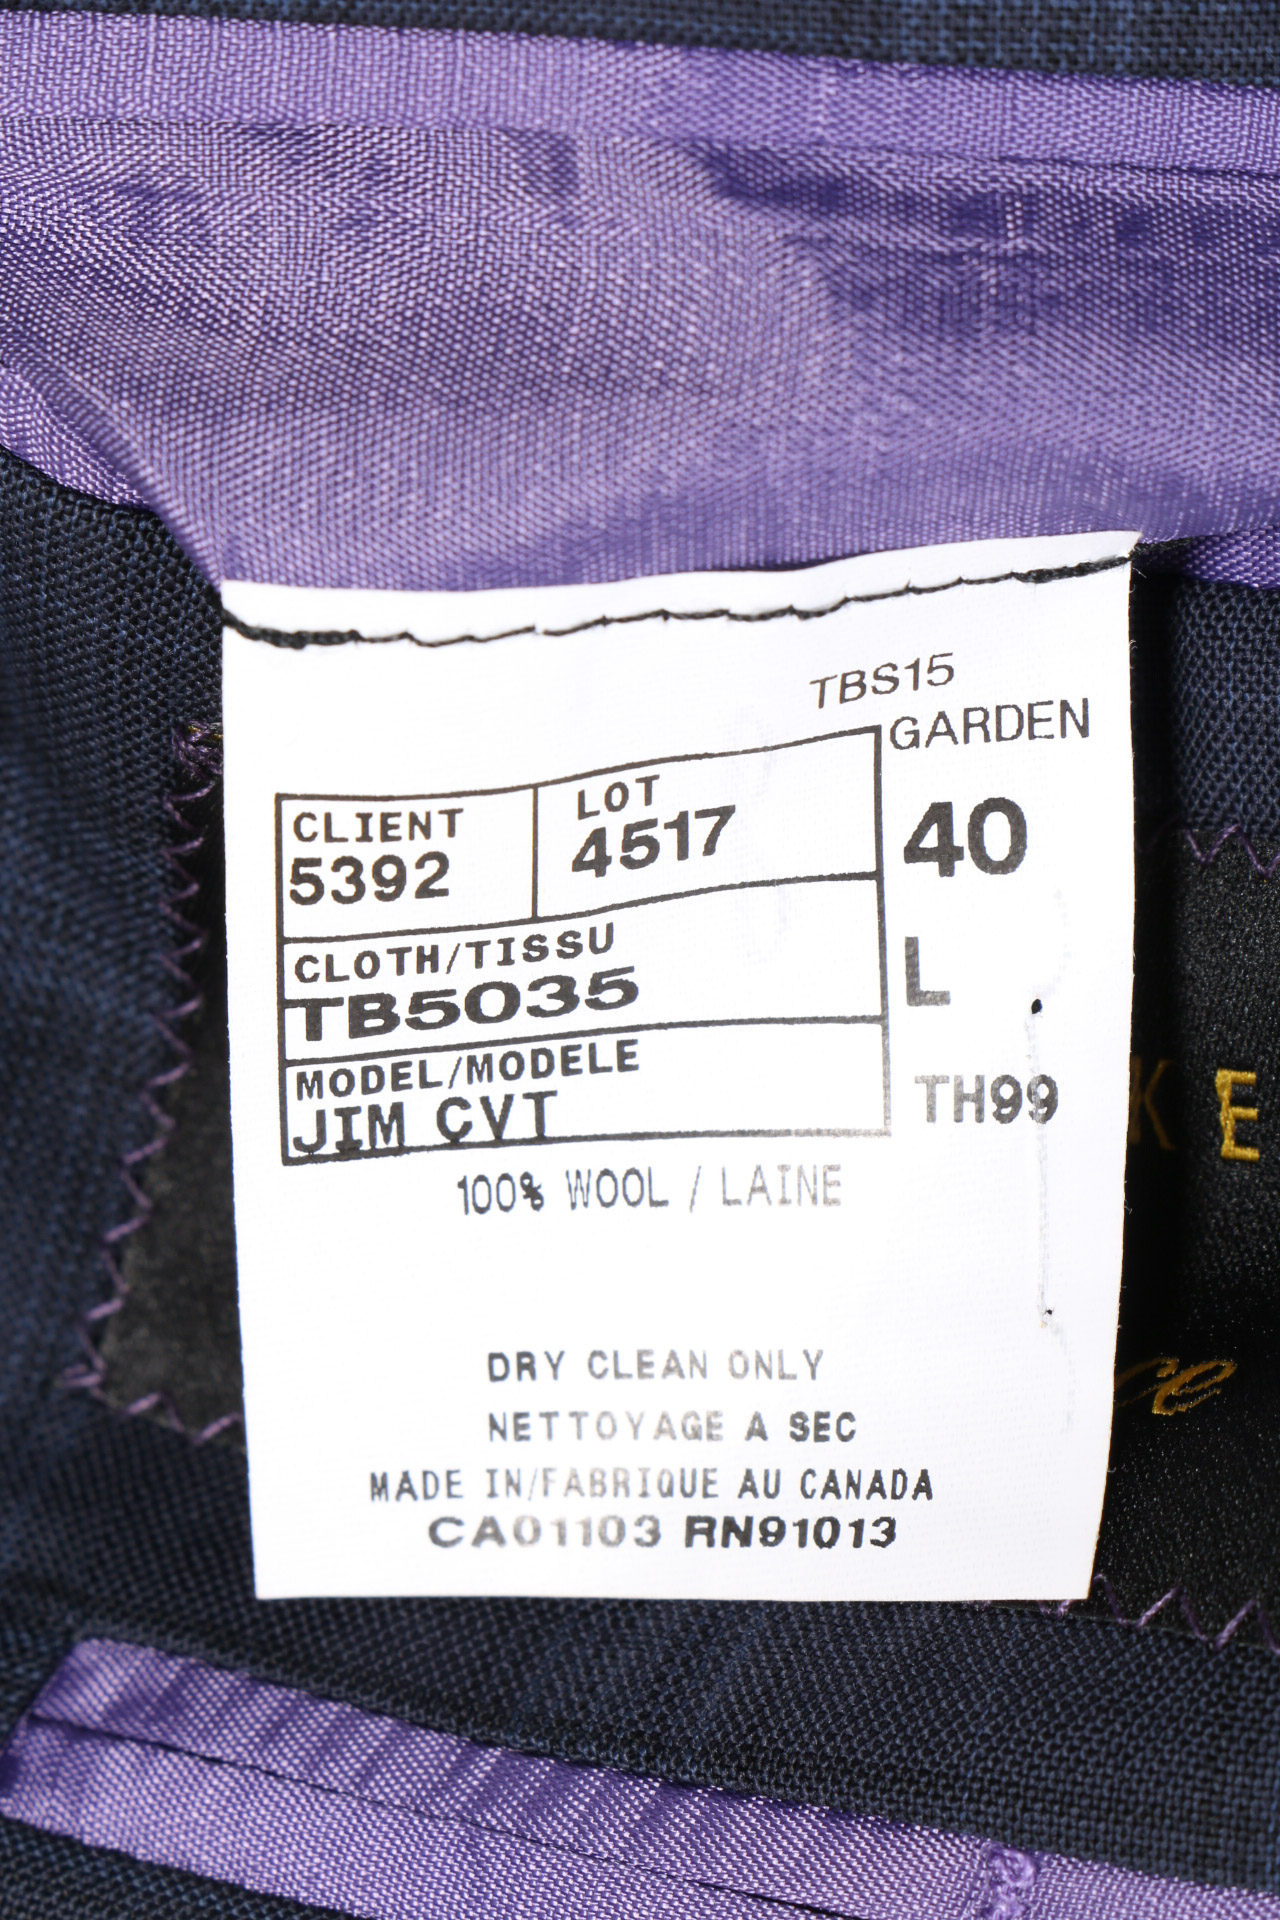 TBS15
GARDEN
CLIENT
5392
LOT
4517
40
CLOTH/TISSU
TB5035
L
MODEL/MODELE
JIM CVT
TH99
100% WOOL / LAINE
DRY CLEAN ONLY
NETTOYAGE A SEC
MADE IN/FABRIQUE AU CANADA
CA01103 RN91013
KE